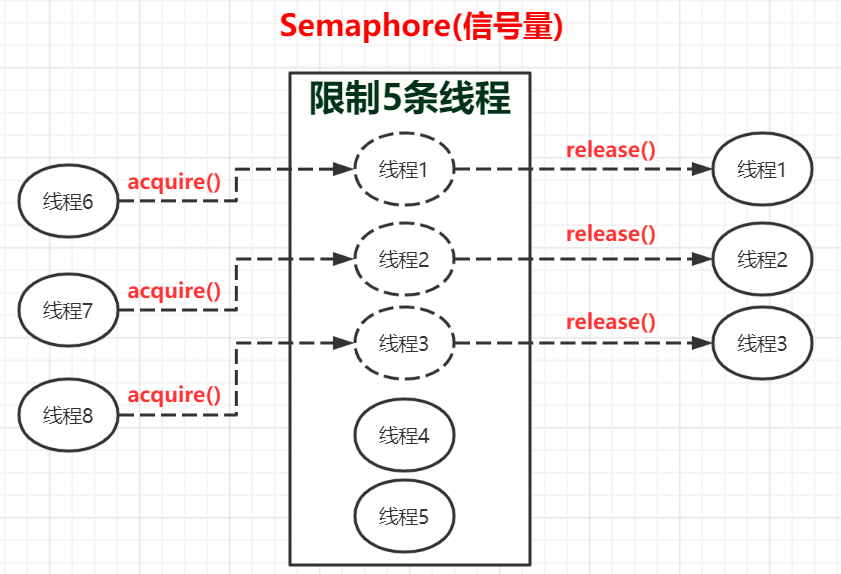 Semaphore(信号量)
限制5条线程
线程6
acquire()
线程1
release()
线程1
线程7
acquire()
线程2
release()
线程2
线程8
acquire()
线程3
release()
线程3
线程4
线程5